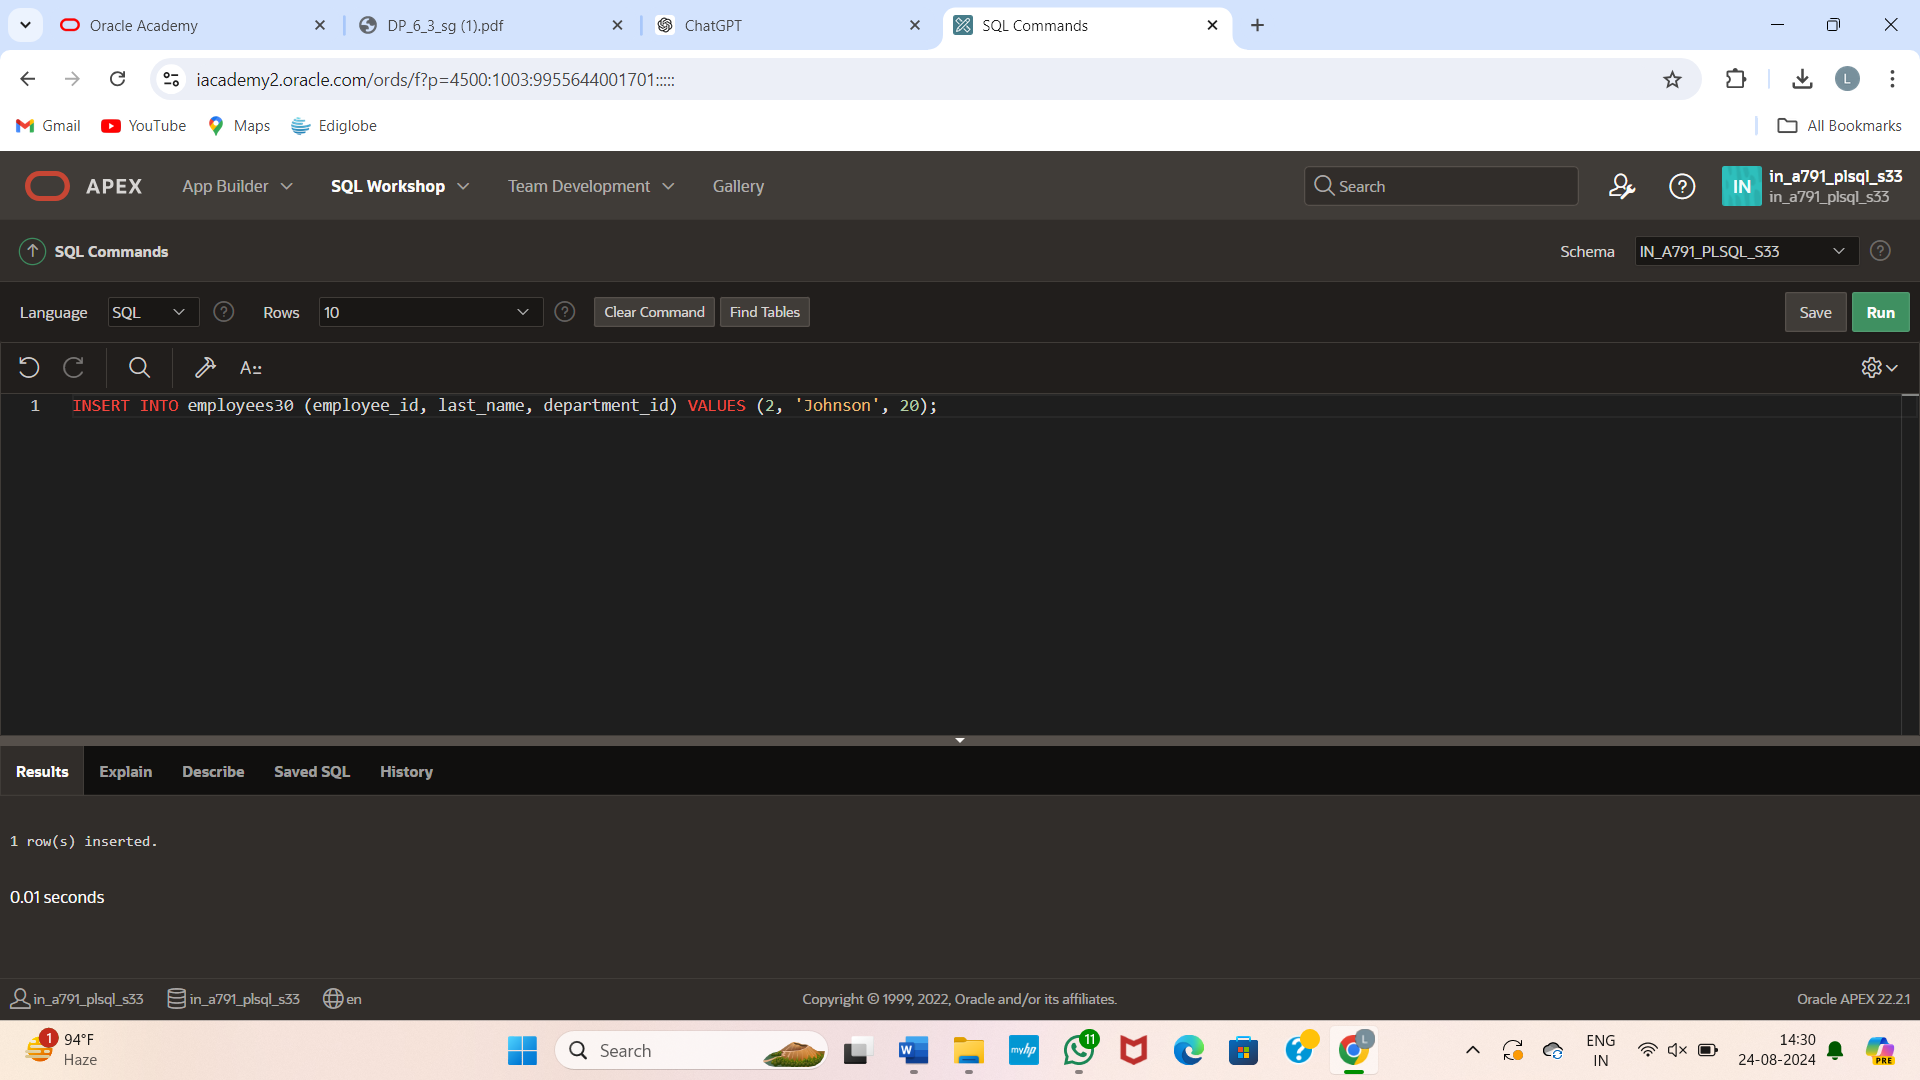 Oracle Academy
DP_6_3_sg (1).pdf
ChatGPT
SQL Commands
iacademy2.oracle.com/ords/f?p=4500:1003:9955644001701:::::
L
Gmail
YouTube
Maps
Ediglobe
All Bookmarks
APEX
App Builder
SQL Workshop
Team Development
Gallery
Search
IN
in_a791_plsql_s33
in_a791_plsql_s33
SQL Commands
Schema
IN_A791_PLSQL_S33
Language
SQL
Rows
10
Clear Command
Find Tables
Save
Run
A::
1 INSERT INTO employees30 (employee_id, last_name, department_id) VALUES (2, 'Johnson', 20);
Results
Explain
Describe
Saved SQL
History
1 row(s) inserted.
0.01 seconds
in_a791_plsql_s33
in_a791_plsql_s33
en
Copyright © 1999, 2022, Oracle and/or its affiliates.
Oracle APEX 22.2.1
1
94°F
Haze
Search
W
myhp
11
L
ENG
IN
14:30
24-08-2024
PRE